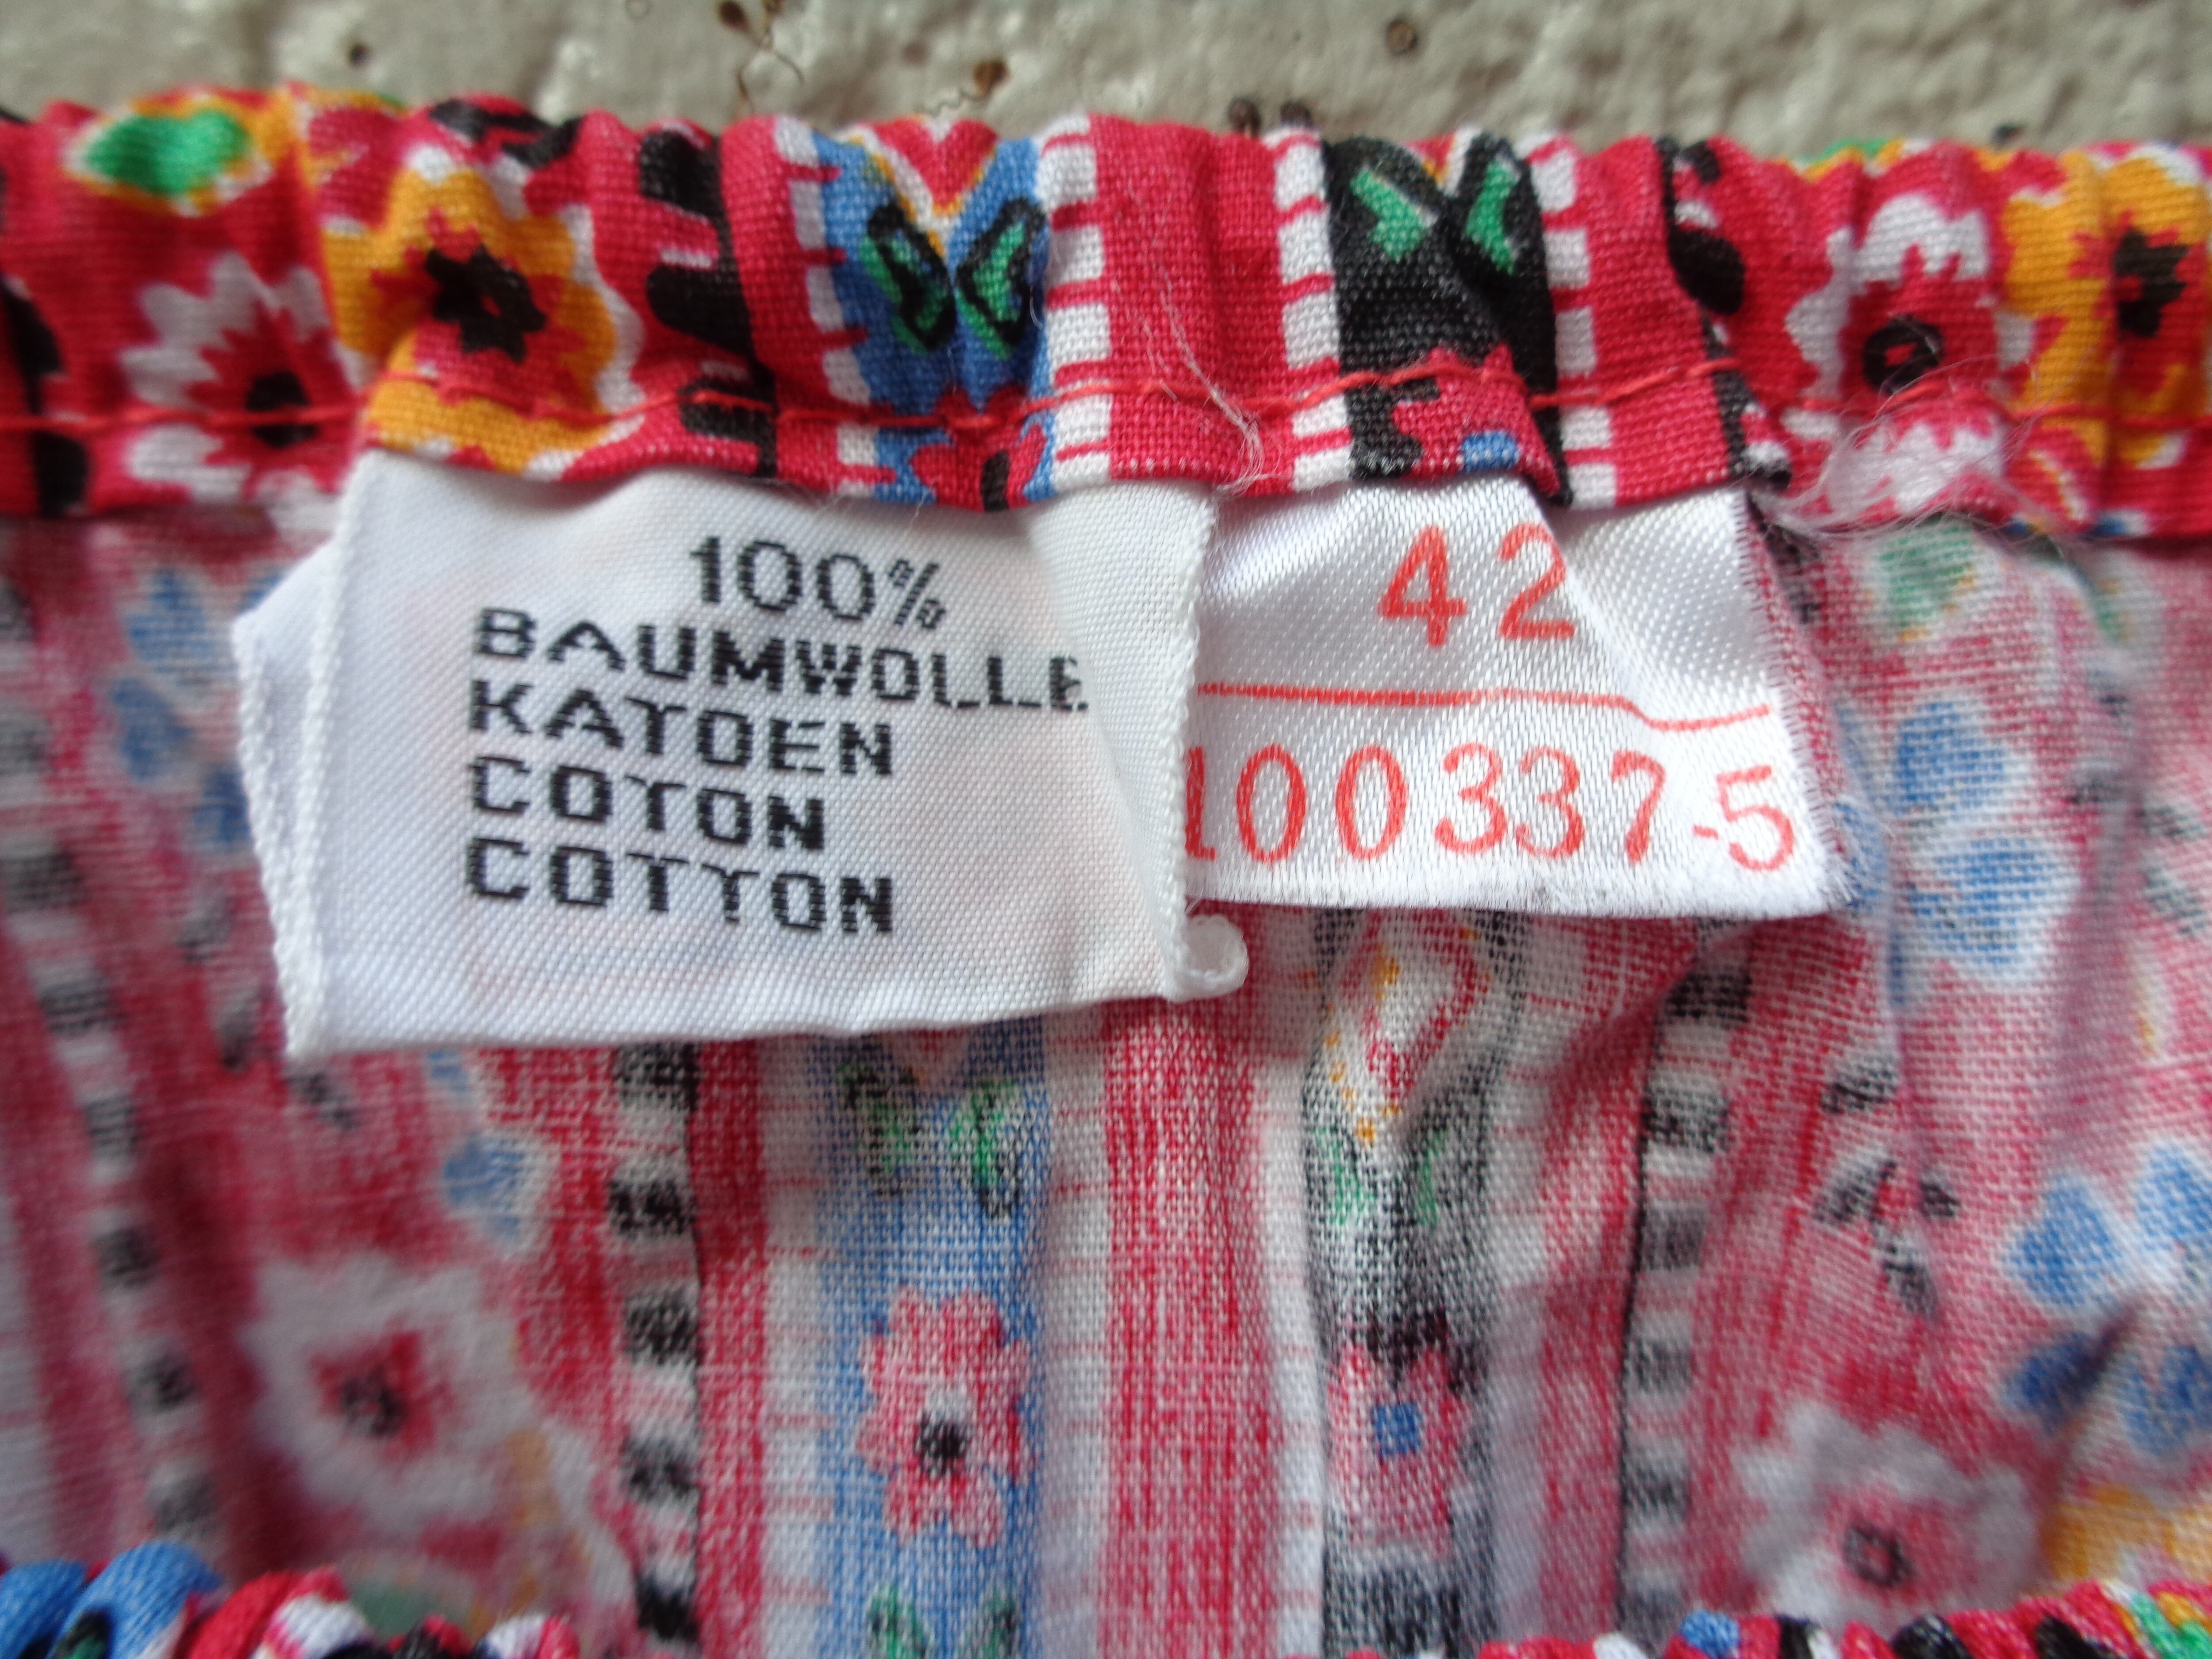 100%
BAUMWOLLE
KATOEN
COTON
COTTON
42
100337-5